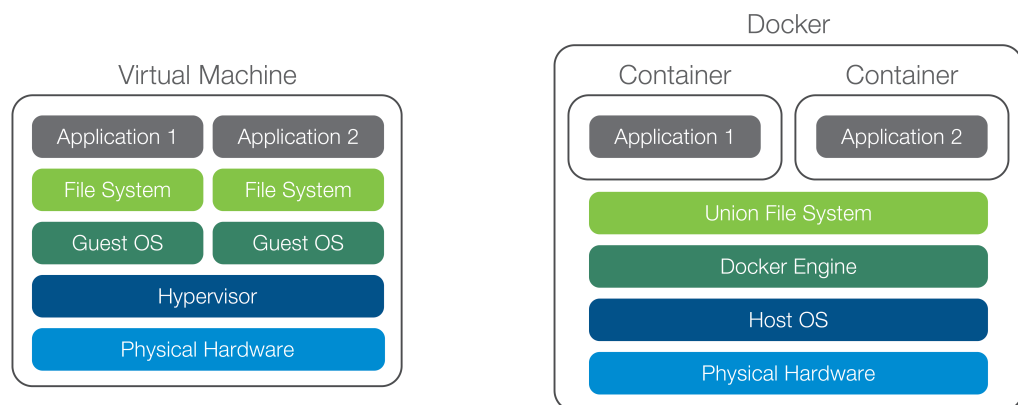 Virtual Machine
Application 1 Application 2
File System File System
Guest OS Guest OS
Hypervisor
Physical Hardware
Docker
Container Container
Application 1 Application 2
Union File System
Docker Engine
Host OS
Physical Hardware